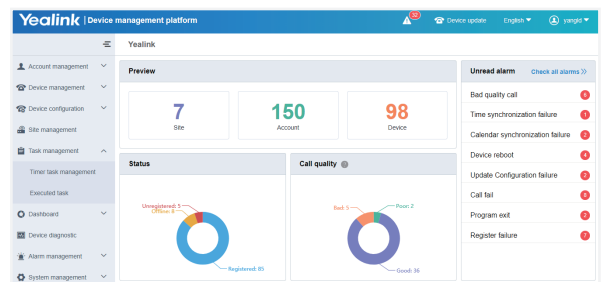 Yealink | Device management platform
32
Device update
English
yangid
Yealink
Account management
Device management
Device configuration
Site management
Task management
Timer task management
Executed task
Dashboard
Device diagnostic
Alarm management
System management
Preview
7
Site
150
Account
98
Device
Status
Unregistered: 5
Offline: 8
Registered: 85
Call quality
Bad: 5
Poor: 2
Good: 36
Unread alarm
Check all alarms
Bad quality call 6
Time synchronization failure 1
Calendar synchronization failure 2
Device reboot 4
Update Configuration failure 2
Call fail 8
Program exit 2
Register failure 7